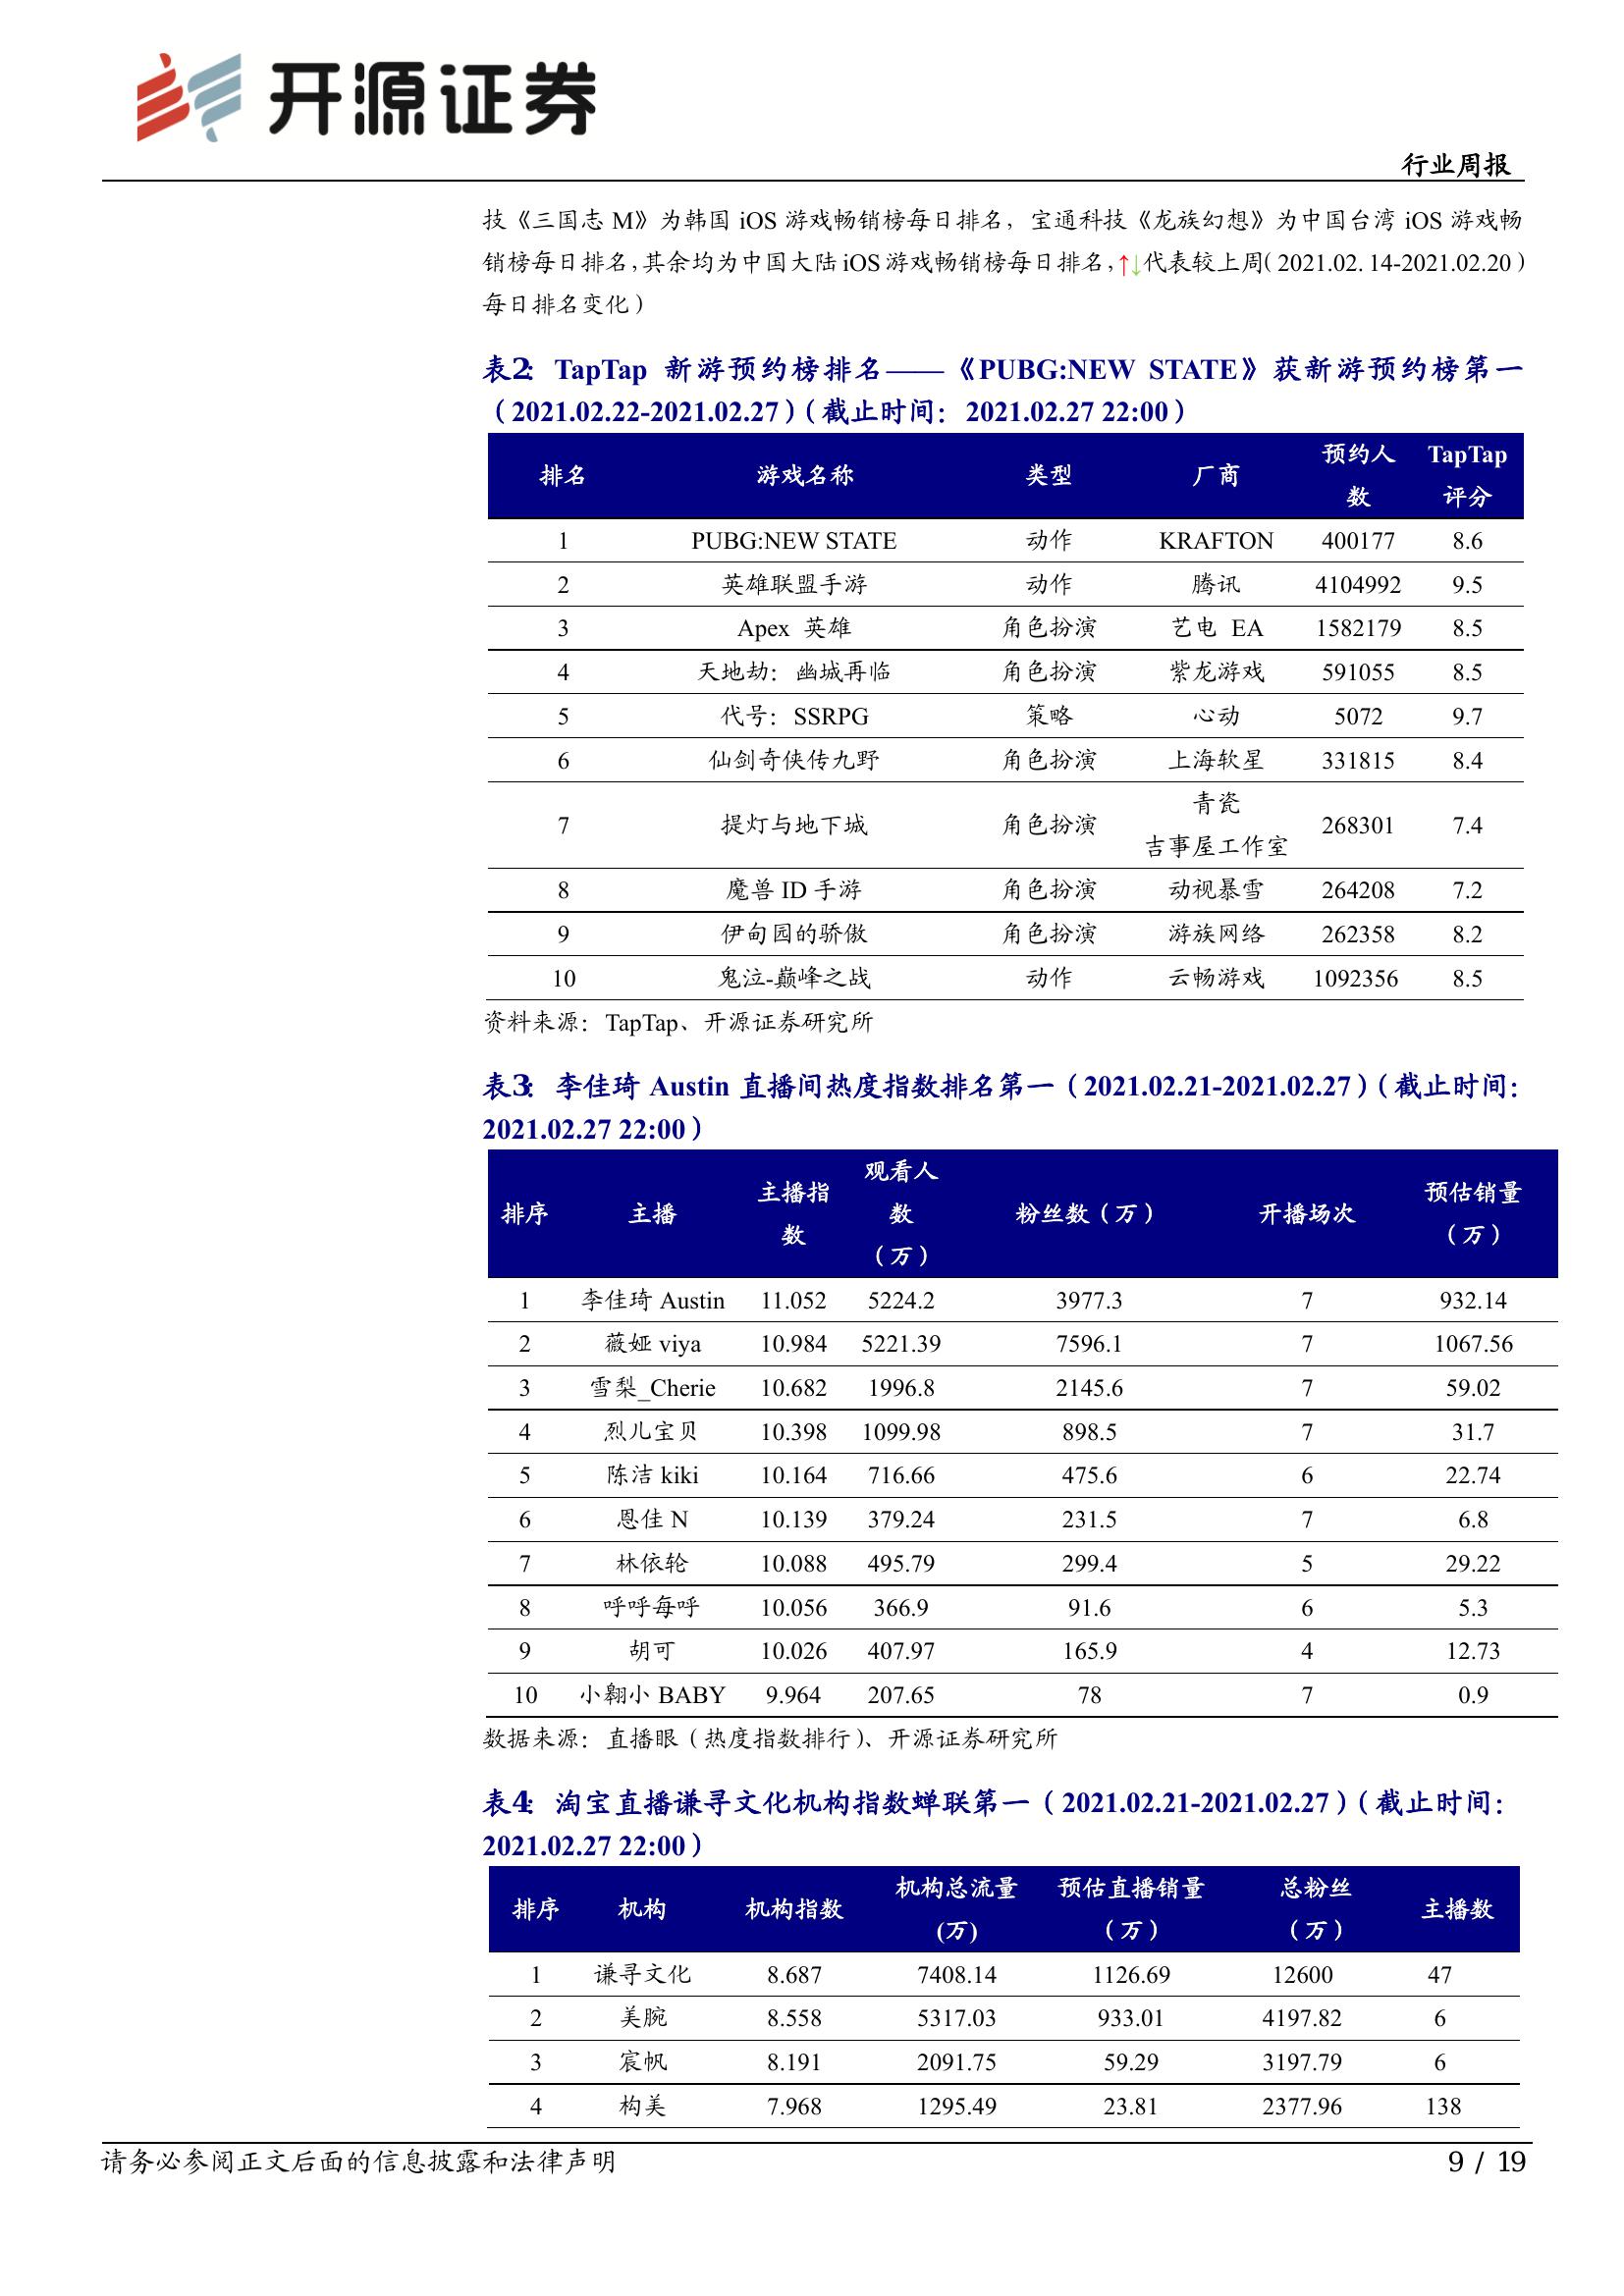 开源证券
行业周报
技《三国志 M》为韩国 iOS 游戏畅销榜每日排名，宝通科技《龙族幻想》为中国台湾 iOS 游戏畅
销榜每日排名，其余均为中国大陆 iOS 游戏畅销榜每日排名，↑↓代表较上周（2021.02. 14-2021.02.20）
每日排名变化）
表2： TapTap 新游预约榜排名——《PUBG:NEW STATE》获新游预约榜第一
（2021.02.22-2021.02.27）（截止时间：2021.02.27 22:00）
排名 游戏名称 类型 厂商 预约人数 TapTap 评分
1 PUBG:NEW STATE 动作 KRAFTON 400177 8.6
2 英雄联盟手游 动作 腾讯 4104992 9.5
3 Apex 英雄 角色扮演 艺电 EA 1582179 8.5
4 天地劫：幽城再临 角色扮演 紫龙游戏 591055 8.5
5 代号：SSRPG 策略 心动 5072 9.7
6 仙剑奇侠传九野 角色扮演 上海软星 331815 8.4
7 提灯与地下城 角色扮演 青瓷 吉事屋工作室 268301 7.4
8 魔兽 ID 手游 角色扮演 动视暴雪 264208 7.2
9 伊甸园的骄傲 角色扮演 游族网络 262358 8.2
10 鬼泣-巅峰之战 动作 云畅游戏 1092356 8.5
资料来源：TapTap、开源证券研究所
表3： 李佳琦 Austin 直播间热度指数排名第一（2021.02.21-2021.02.27）（截止时间：
2021.02.27 22:00）
排序 主播 主播指数 观看人数（万） 粉丝数（万） 开播场次 预估销量（万）
1 李佳琦 Austin 11.052 5224.2 3977.3 7 932.14
2 薇娅 viya 10.984 5221.39 7596.1 7 1067.56
3 雪梨_Cherie 10.682 1996.8 2145.6 7 59.02
4 烈儿宝贝 10.398 1099.98 898.5 7 31.7
5 陈洁 kiki 10.164 716.66 475.6 6 22.74
6 恩佳 N 10.139 379.24 231.5 7 6.8
7 林依轮 10.088 495.79 299.4 5 29.22
8 呼呼每呼 10.056 366.9 91.6 6 5.3
9 胡可 10.026 407.97 165.9 4 12.73
10 小翱小 BABY 9.964 207.65 78 7 0.9
数据来源：直播眼（热度指数排行）、开源证券研究所
表4： 淘宝直播谦寻文化机构指数蝉联第一（2021.02.21-2021.02.27）（截止时间：
2021.02.27 22:00）
排序 机构 机构指数 机构总流量(万) 预估直播销量（万） 总粉丝（万） 主播数
1 谦寻文化 8.687 7408.14 1126.69 12600 47
2 美腕 8.558 5317.03 933.01 4197.82 6
3 宸帆 8.191 2091.75 59.29 3197.79 6
4 构美 7.968 1295.49 23.81 2377.96 138
请务必参阅正文后面的信息披露和法律声明
9 / 19